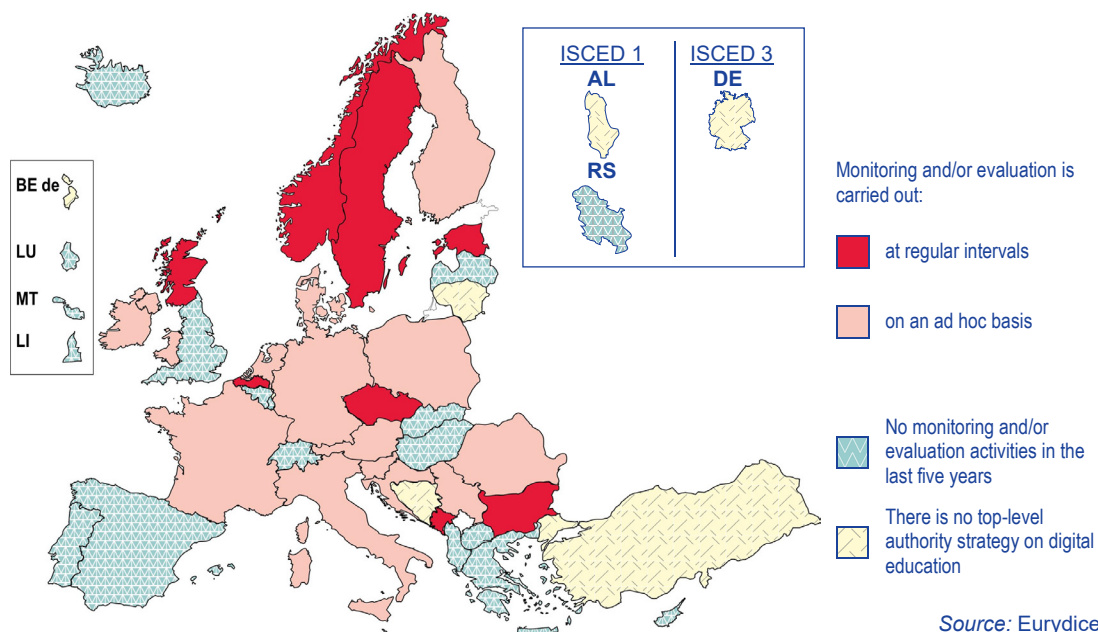 ISCED 1
ISCED 3
AL
DE
RS
BE de
LU
MT
LI
Monitoring and/or evaluation is
carried out:
at regular intervals
on an ad hoc basis
No monitoring and/or
evaluation activities in the
last five years
There is no top-level
authority strategy on digital
education
Source: Eurydice